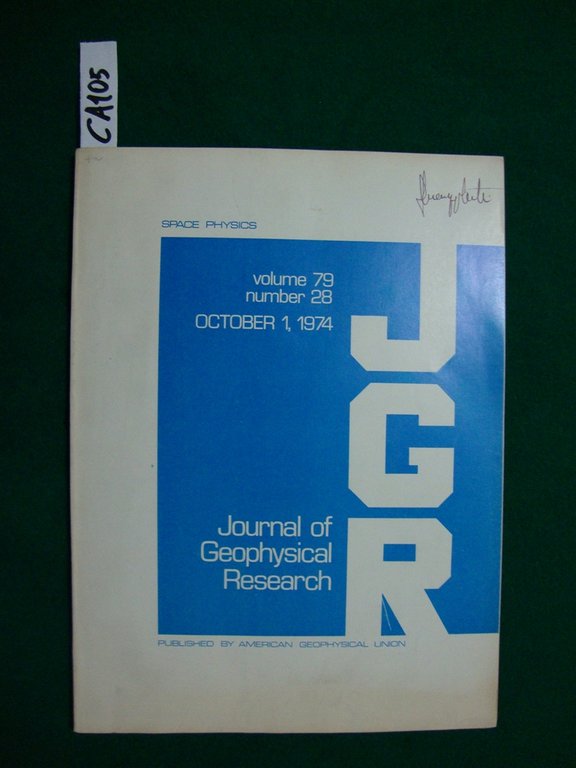 CA105
SPACE PHYSICS
volume 79
number 28
OCTOBER 1, 1974
JGR
Journal of
Geophysical
Research
PUBLISHED BY AMERICAN GEOPHYSICAL UNION